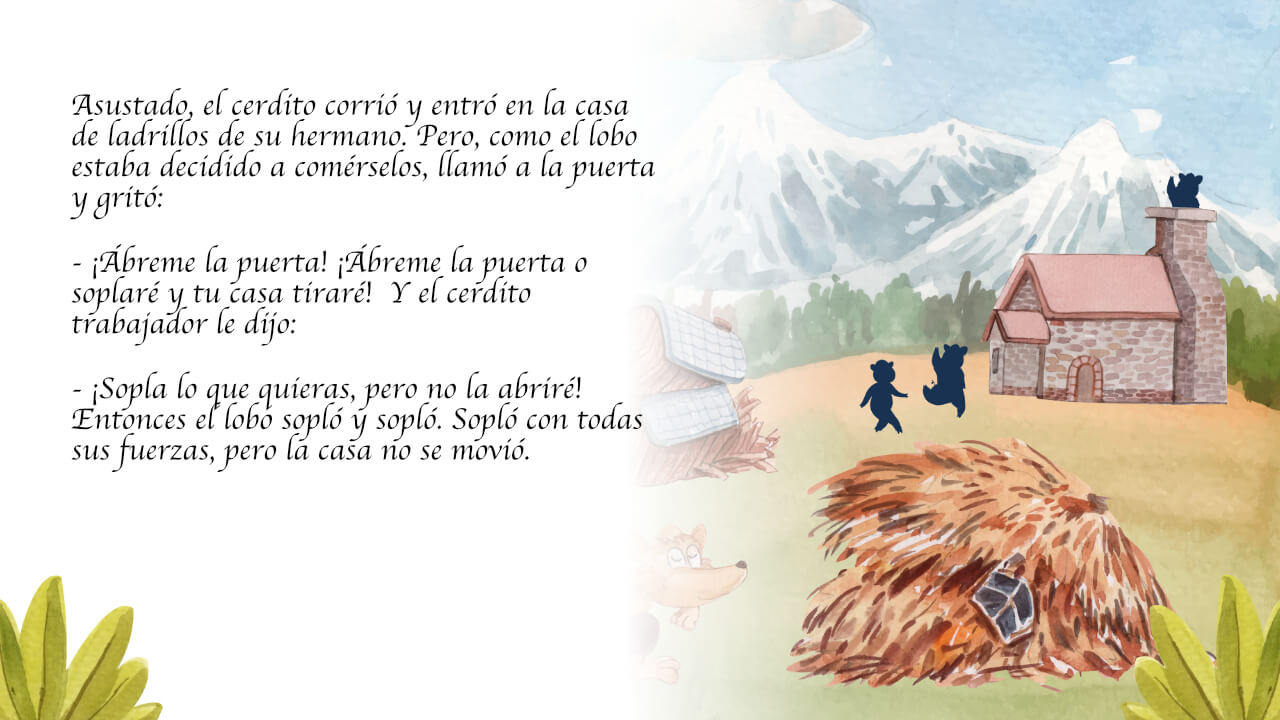 Asustado, el cerdito corrió y entró en la casa
de ladrillos de su hermano. Pero, como el lobo
estaba decidido a comérselos, llamó a la puerta
y gritó:
- ¡Ábreme la puerta! ¡Ábreme la puerta o
soplaré y tu casa tiraré!  Y el cerdito
trabajador le dijo:
- ¡Sopla lo que quieras, pero no la abriré!
Entonces el lobo sopló y sopló. Sopló con todas
sus fuerzas, pero la casa no se movió.